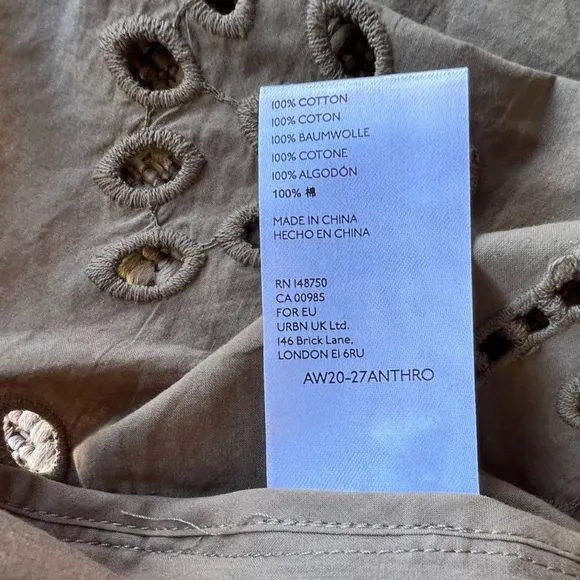 100% COTTON
100% COTON
100% BAUMWOLLE
100% COTONE
100% ALGODÓN
100% 棉
MADE IN CHINA
HECHO EN CHINA
RN 148750
CA 00985
FOR EU
URBN UK Ltd.
146 Brick Lane,
LONDON E1 6RU
AW20-27ANTHRO